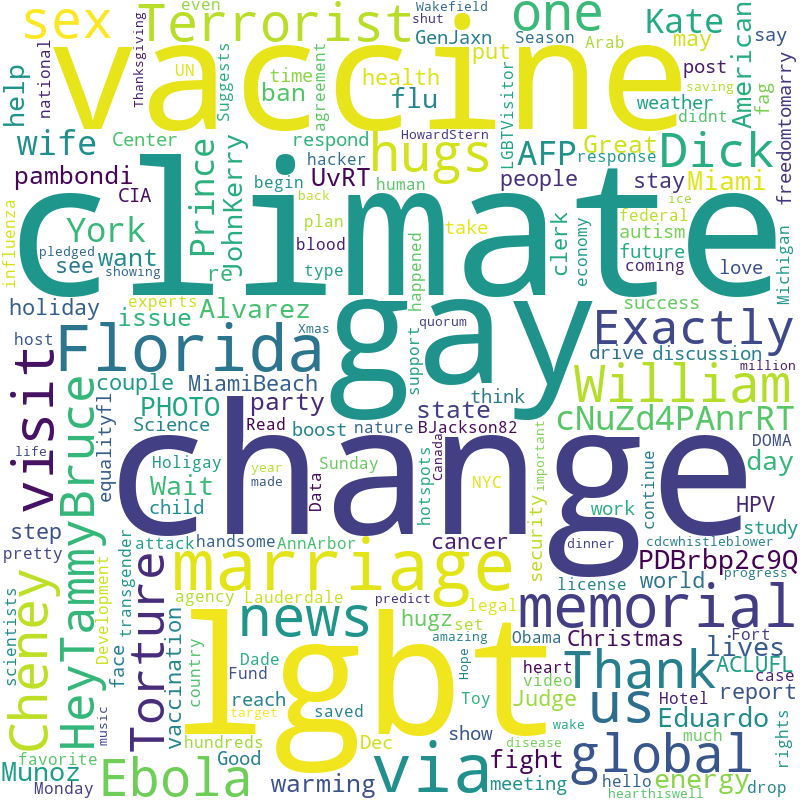 vaccine
climate
gay
change
lgbt
sex
Terrorist
one
Kate
GenJaxn
Wakefield
shut
even
UN
Thanksgiving
national
help
Suggests
time
ban
agreement
health
flu
put
Season
Arab
may
say
post
saving
American
fag
didnt
weather
freedomtomarry
wife
Center
respond
HowardStern
hugs
LGBTVisitor
AFP
response
Great
Dick
pambondi
CIA
Prince
JohnKerry
hacker
begin
UvRT
human
people
stay
Miami
York
influenza
pledged
see
want
showing
re
back
plan
blood
type
take
clerk
economy
federal
autism
future
ice
coming
love
Michigan
holiday
experts
issue
Alvarez
happened
success
host
Florida
Xmas
support
quorum
Exactly
million
visit
couple
MiamiBeach
think
drive
discussion
William
HeyTammyBruce
equalityfl
PHOTO
party
state
cNuZd4PAnrRT
Science
boost
nature
BJackson82
Read
Canada
DOMA
life
Holigay
year
Sunday
Data
hotspots
day
Wait
made
NYC
important
HPV
step
child
work
continue
study
pretty
attack
handsome
AnnArbor
cancer
security
license
dinner
cdcwhistleblower
PDBrbp2c9Q
world
progress
Cheney
scientists
Development
transgender
Torture
marriage
agency
Lauderdale
predict
hugz
set
legal
memorial
news
amazing
Obama
Christmas
Fort
lives
face
vaccination
country
Dade
Fund
heart
Hope
Thank
us
ACLUFL
case
reach
video
Toy
Judge
Hotel
report
music
favorite
target
saved
Eduardo
rights
Munoz
hundreds
Good
Dec
show
wake
much
Monday
Ebola
warming
via
disease
fight
meeting
global
hello
energy
drop
hearthiswell